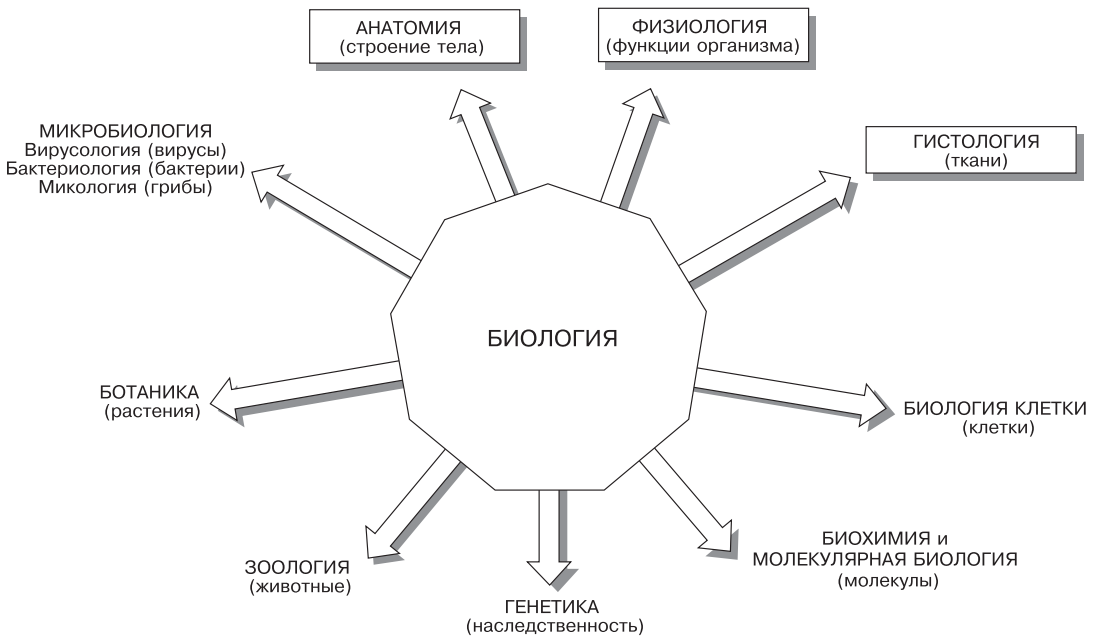 АНАТОМИЯ
(строение тела)
ФИЗИОЛОГИЯ
(функции организма)
МИКРОБИОЛОГИЯ
Вирусология (вирусы)
Бактериология (бактерии)
Микология (грибы)
ГИСТОЛОГИЯ
(ткани)
БИОЛОГИЯ
БОТАНИКА
(растения)
БИОЛОГИЯ КЛЕТКИ
(клетки)
ЗООЛОГИЯ
(животные)
ГЕНЕТИКА
(наследственность)
БИОХИМИЯ и
МОЛЕКУЛЯРНАЯ БИОЛОГИЯ
(молекулы)